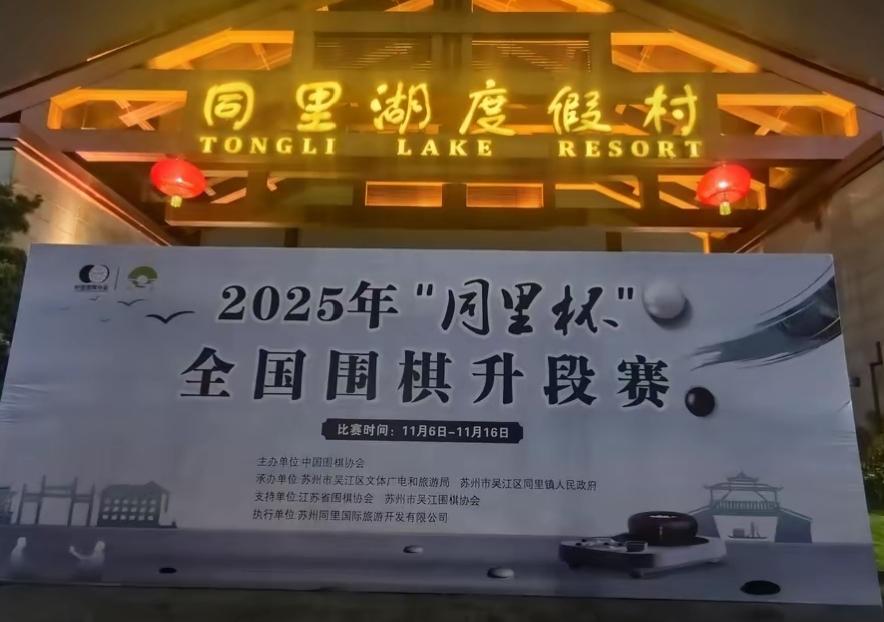 同里湖度假村
TONGLI LAKE RESORT
2025年"同里杯"
全国围棋升段赛
比赛时间：11月6日-11月16日
主办单位:中国围棋协会
承办单位:苏州市吴江区文体广电和旅游局 苏州市吴江区同里镇人民政府
支持单位:江苏省围棋协会 苏州市吴江围棋协会
执行单位:苏州同里国际旅游开发有限公司